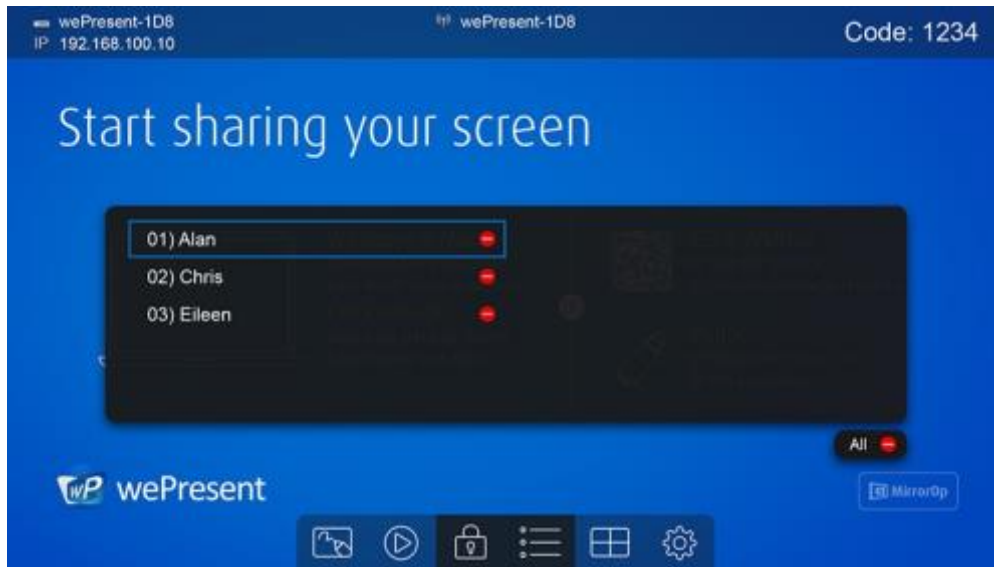 wePresent-1D8
IP 192.168.100.10
wePresent-1D8
Code: 1234
Start sharing your screen
01) Alan
02) Chris
03) Eileen
All
wP wePresent
MirrorOp